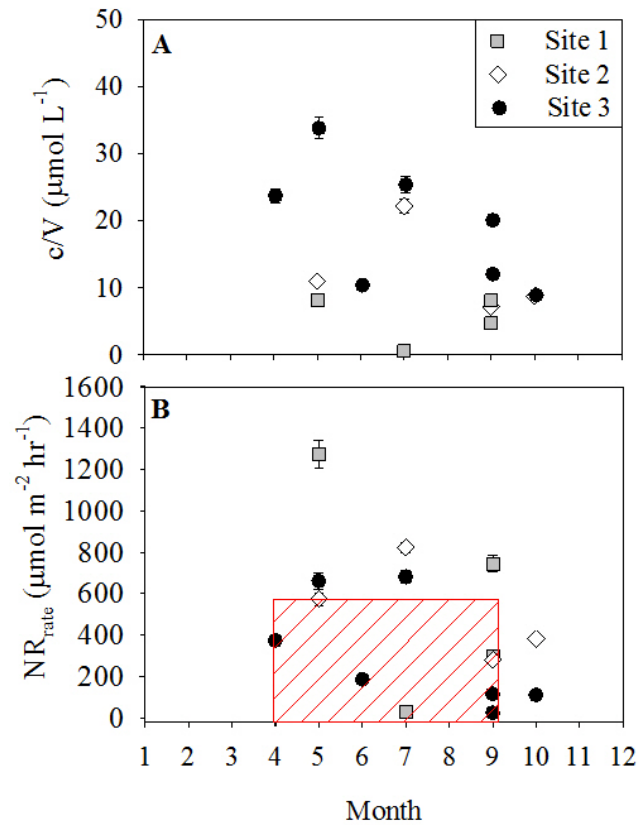 50
A
Site 1
Site 2
Site 3
40
30
20
10
0
c/V (µmol L⁻¹)
1600
B
1400
1200
1000
800
600
400
200
0
NRrate (µmol m⁻² hr⁻¹)
1 2 3 4 5 6 7 8 9 10 11 12
Month